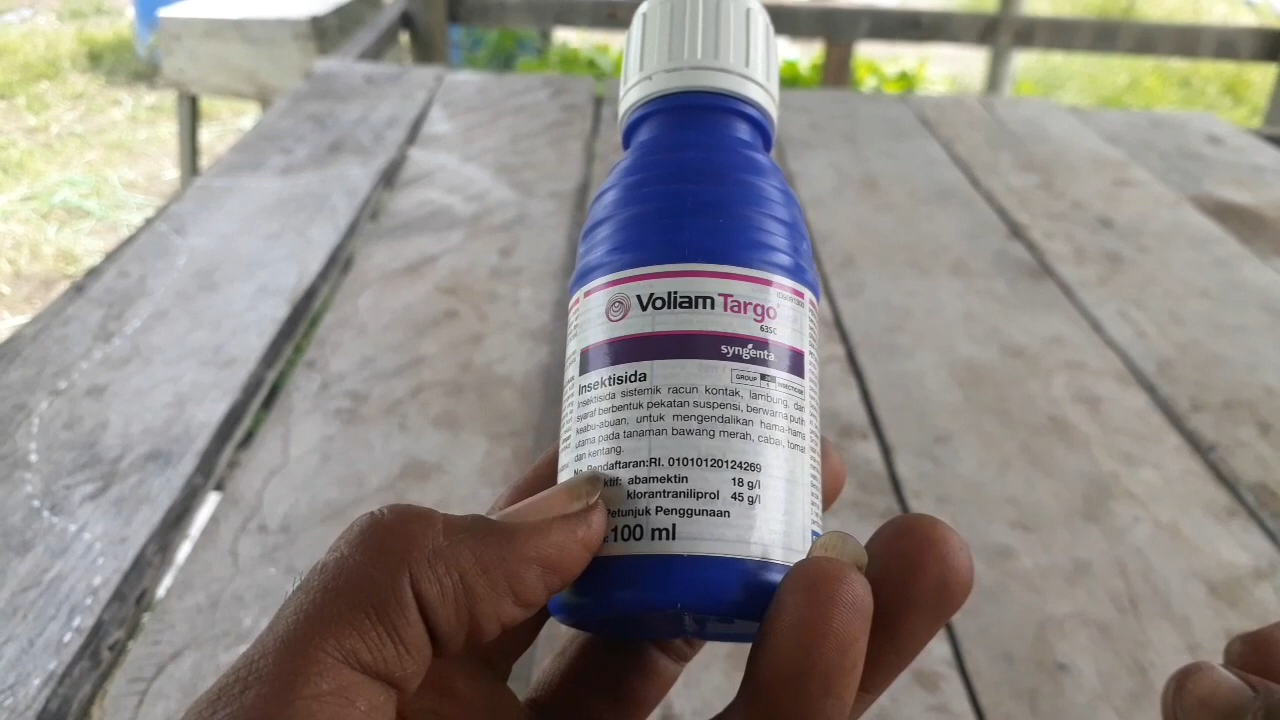 Voliam Targo
63SC
syngenta
Insektisida
GROUP INSECTICIDE
Insektisida sistemik racun kontak, lambung, dan
syaraf berbentuk pekatan suspensi, berwarna putih
keabu-abuan, untuk mengendalikan hama-hama
utama pada tanaman bawang merah, cabai, tomat
dan kentang.
No. Pendaftaran:RI. 01010120124269
ktif: abamektin 18 g/l
klorantraniliprol 45 g/l
Petunjuk Penggunaan
100 ml